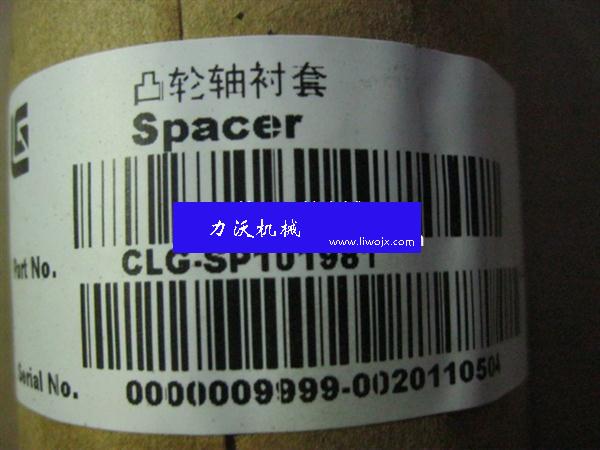 凸轮轴衬套
Spacer
力沃机械
www.liwojx.com
Part No. CLG-SP101981
Serial No. 0000009999-0020110504